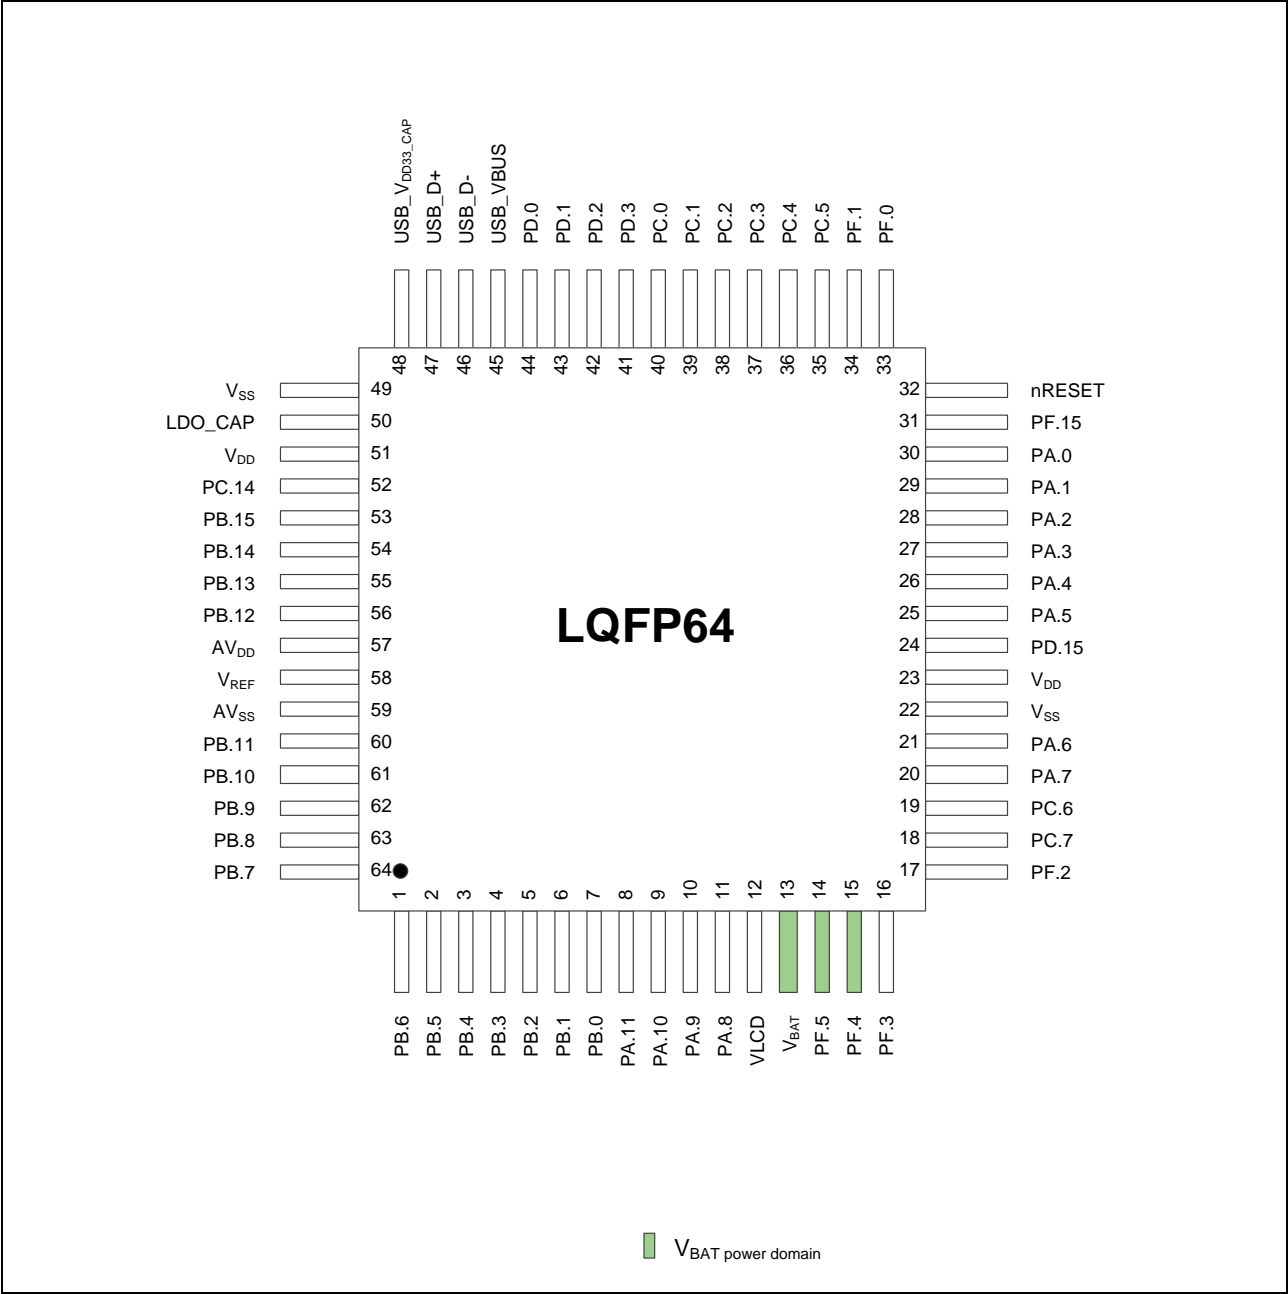 USB_VDD33_CAP
USB_D+
USB_D-
USB_VBUS
PD.0
PD.1
PD.2
PD.3
PC.0
PC.1
PC.2
PC.3
PC.4
PC.5
PF.1
PF.0
48
47
46
45
44
43
42
41
40
39
38
37
36
35
34
33
VSS 49
LDO_CAP 50
VDD 51
PC.14 52
PB.15 53
PB.14 54
PB.13 55
PB.12 56
AVDD 57
VREF 58
AVSS 59
PB.11 60
PB.10 61
PB.9 62
PB.8 63
PB.7 64
LQFP64
32 nRESET
31 PF.15
30 PA.0
29 PA.1
28 PA.2
27 PA.3
26 PA.4
25 PA.5
24 PD.15
23 VDD
22 VSS
21 PA.6
20 PA.7
19 PC.6
18 PC.7
17 PF.2
1
2
3
4
5
6
7
8
9
10
11
12
13
14
15
16
PB.6
PB.5
PB.4
PB.3
PB.2
PB.1
PB.0
PA.11
PA.10
PA.9
PA.8
VLCD
VBAT
PF.5
PF.4
PF.3
VBAT power domain